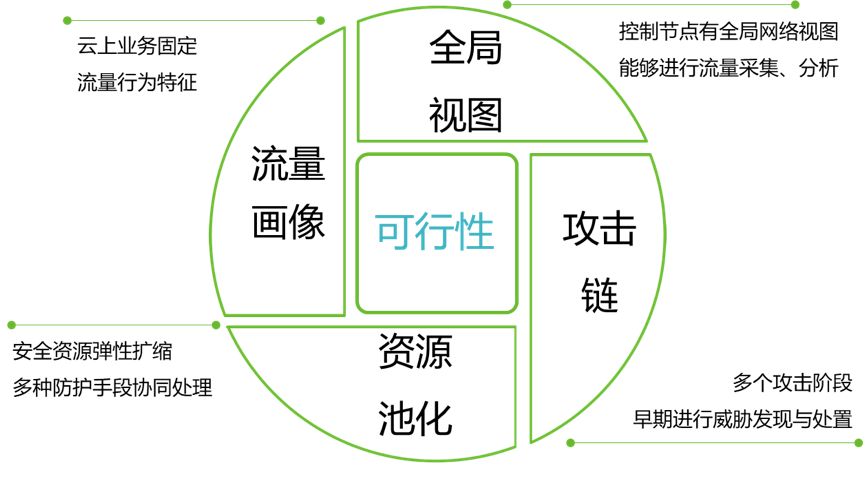 云上业务固定
流量行为特征
全局
视图
控制节点有全局网络视图
能够进行流量采集、分析
流量
画像
可行性
攻击
链
安全资源弹性扩缩
多种防护手段协同处理
资源
池化
多个攻击阶段
早期进行威胁发现与处置